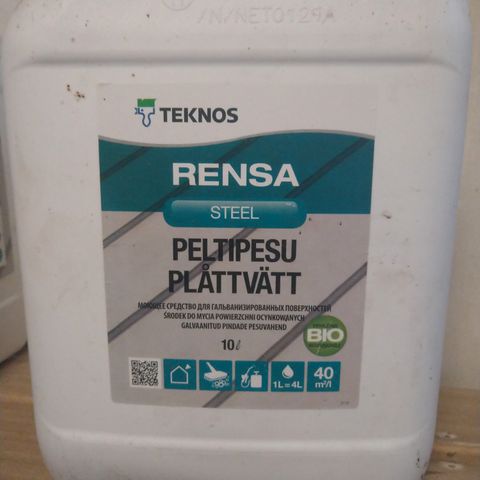 /N/NET0129A
TEKNOS
RENSA
STEEL
PELTIPESU
PLÅTTVÄTT
МОЮЩЕЕ СРЕДСТВО ДЛЯ ГАЛЬВАНИЗИРОВАННЫХ ПОВЕРХНОСТЕЙ
ŚRODEK DO MYCIA POWIERZCHNI OCYNKOWANYCH
GALVAANITUD PINDADE PESUVAHEND
10ℓ
BIO
1L=4L
40
m²/l